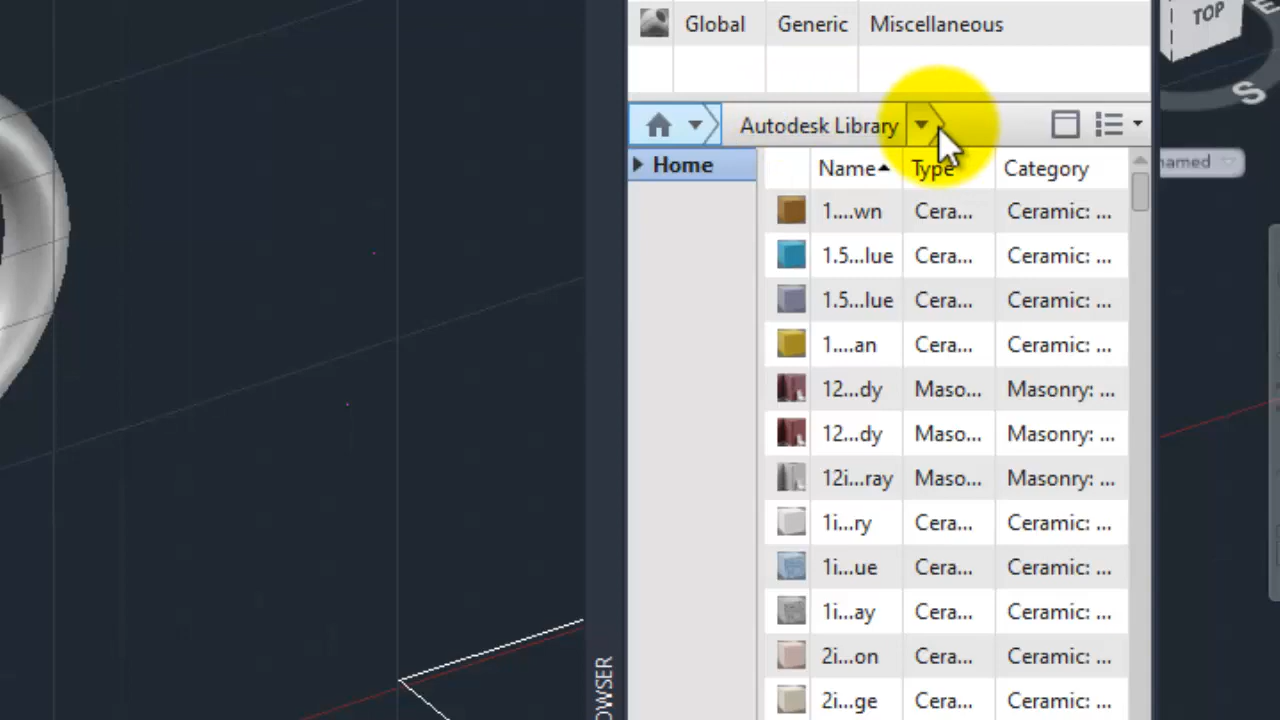 TOP
E
S
Global Generic Miscellaneous
Autodesk Library
named
Home
Name Type Category
1....wn Cera... Ceramic: ...
1.5...lue Cera... Ceramic: ...
1.5...lue Cera... Ceramic: ...
1....an Cera... Ceramic: ...
12...dy Maso... Masonry: ...
12...dy Maso... Masonry: ...
12i...ray Maso... Masonry: ...
1i...ry Cera... Ceramic: ...
1i...ue Cera... Ceramic: ...
1i...ay Cera... Ceramic: ...
2i...on Cera... Ceramic: ...
2i...ge Cera... Ceramic: ...
OWSER